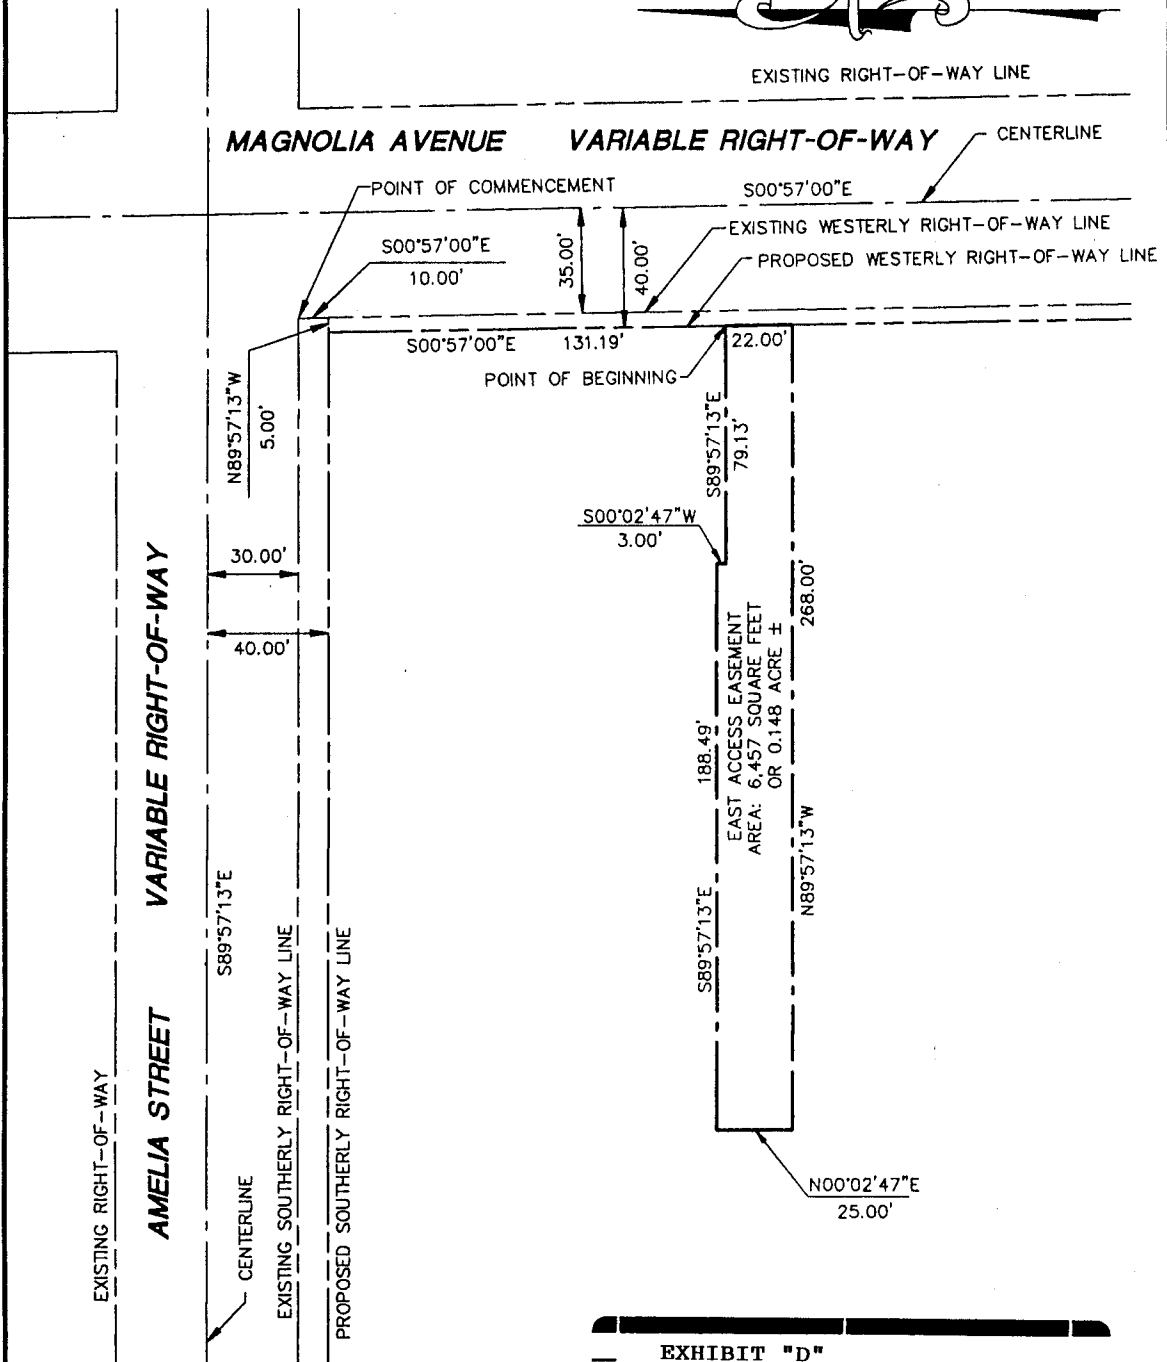 EXISTING RIGHT-OF-WAY LINE
MAGNOLIA AVENUE VARIABLE RIGHT-OF-WAY
CENTERLINE
POINT OF COMMENCEMENT
S00°57'00"E
EXISTING WESTERLY RIGHT-OF-WAY LINE
S00°57'00"E
10.00'
35.00'
40.00'
PROPOSED WESTERLY RIGHT-OF-WAY LINE
S00°57'00"E 131.19'
22.00'
POINT OF BEGINNING
N89°57'13"W
5.00'
S89°57'13"E
79.13'
S00°02'47"W
3.00'
30.00'
40.00'
268.00'
N89°57'13"W
EAST ACCESS EASEMENT
AREA: 6,457 SQUARE FEET
OR 0.148 ACRE ±
188.49'
S89°57'13"E
AMELIA STREET VARIABLE RIGHT-OF-WAY
S89°57'13"E
EXISTING RIGHT-OF-WAY
CENTERLINE
EXISTING SOUTHERLY RIGHT-OF-WAY LINE
PROPOSED SOUTHERLY RIGHT-OF-WAY LINE
N00°02'47"E
25.00'
EXHIBIT "D"